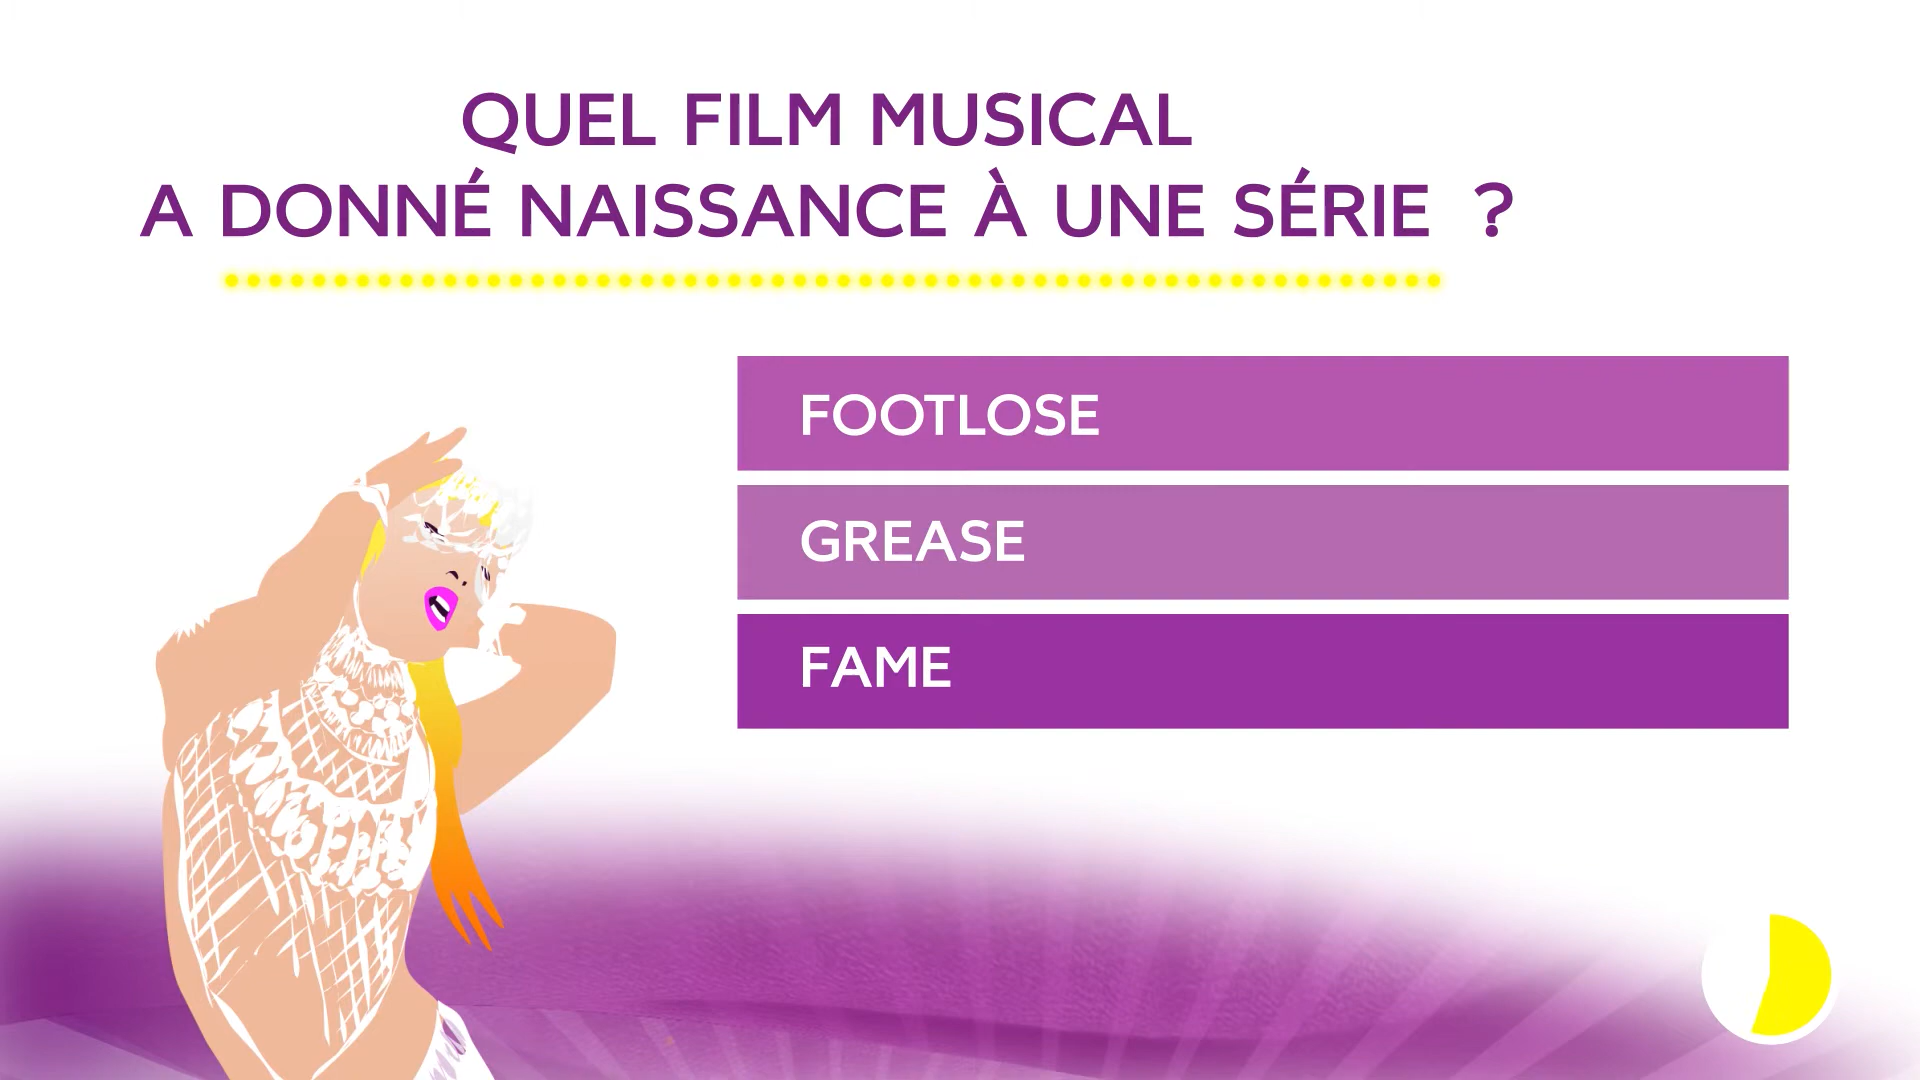 QUEL FILM MUSICAL
A DONNÉ NAISSANCE À UNE SÉRIE ?
FOOTLOSE
GREASE
FAME